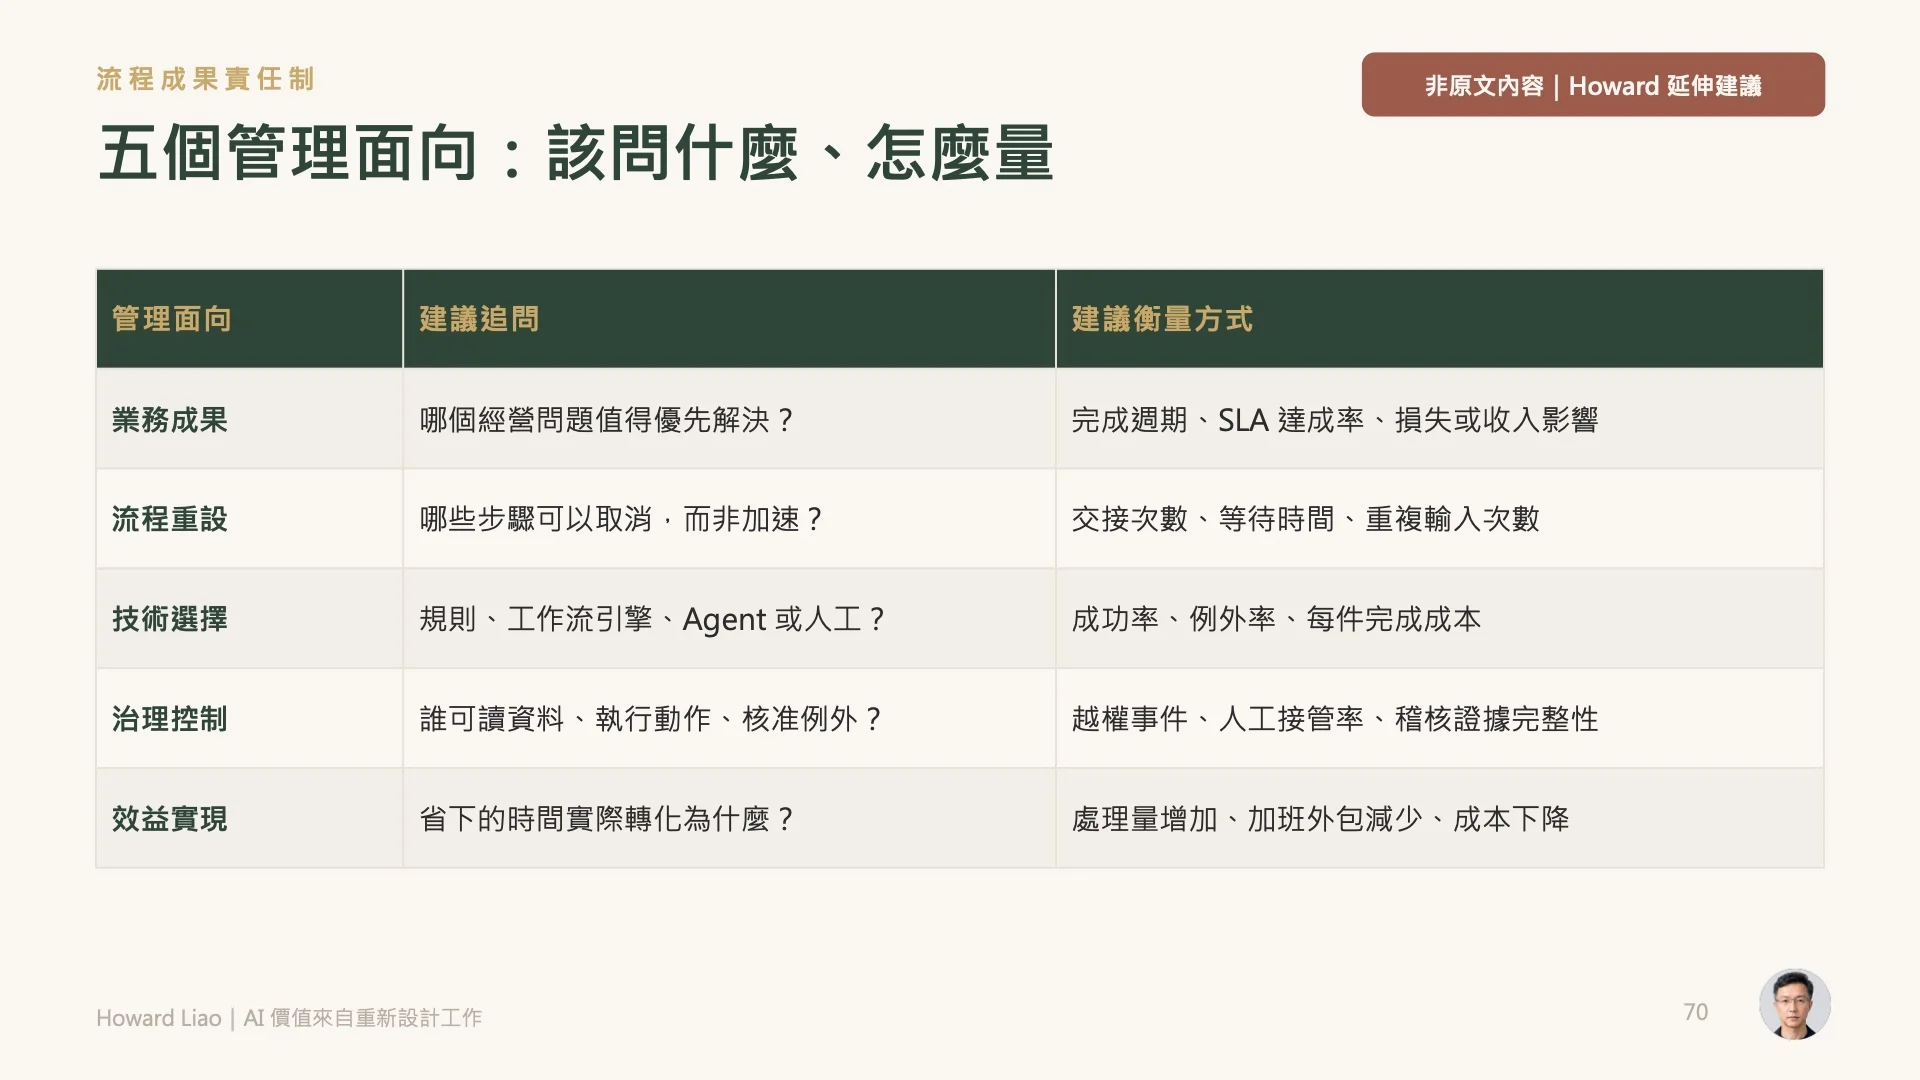 流程成果責任制
非原文內容｜Howard 延伸建議
五個管理面向：該問什麼、怎麼量
管理面向 建議追問 建議衡量方式
業務成果 哪個經營問題值得優先解決？ 完成週期、SLA 達成率、損失或收入影響
流程重設 哪些步驟可以取消，而非加速？ 交接次數、等待時間、重複輸入次數
技術選擇 規則、工作流引擎、Agent 或人工？ 成功率、例外率、每件完成成本
治理控制 誰可讀資料、執行動作、核准例外？ 越權事件、人工接管率、稽核證據完整性
效益實現 省下的時間實際轉化為什麼？ 處理量增加、加班外包減少、成本下降
Howard Liao｜AI 價值來自重新設計工作
70